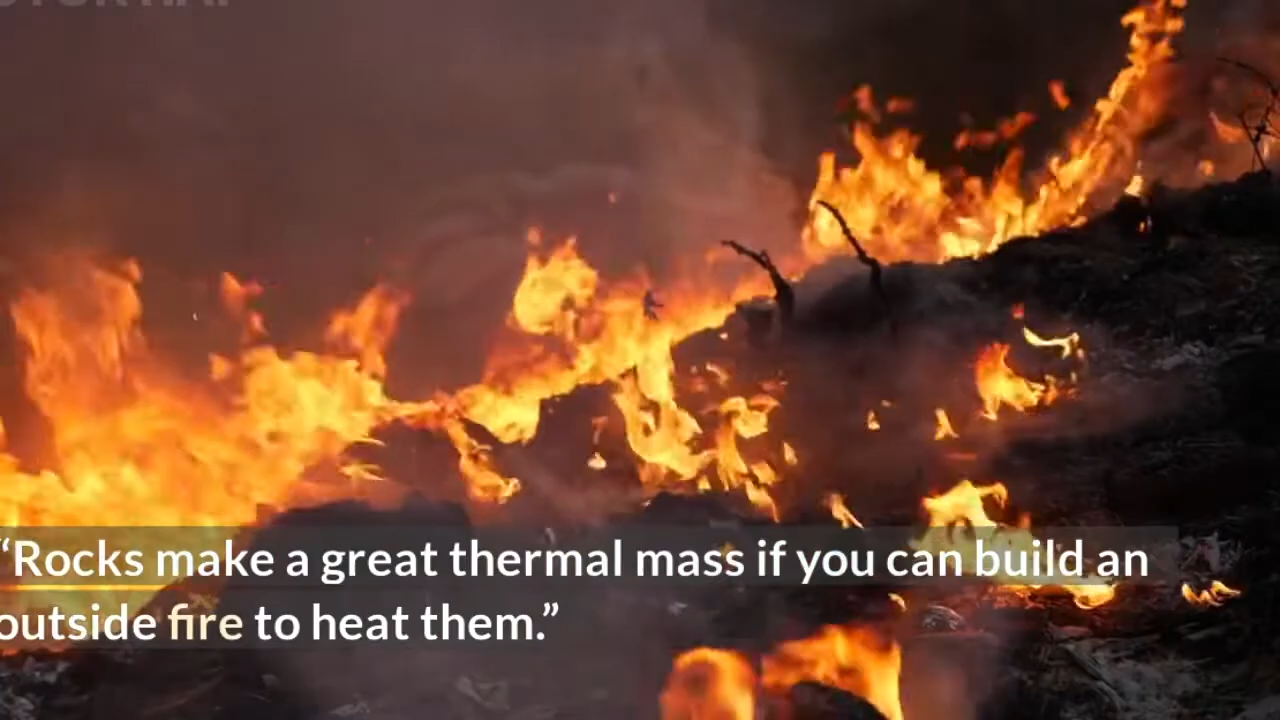 “Rocks make a great thermal mass if you can build an
outside fire to heat them.”